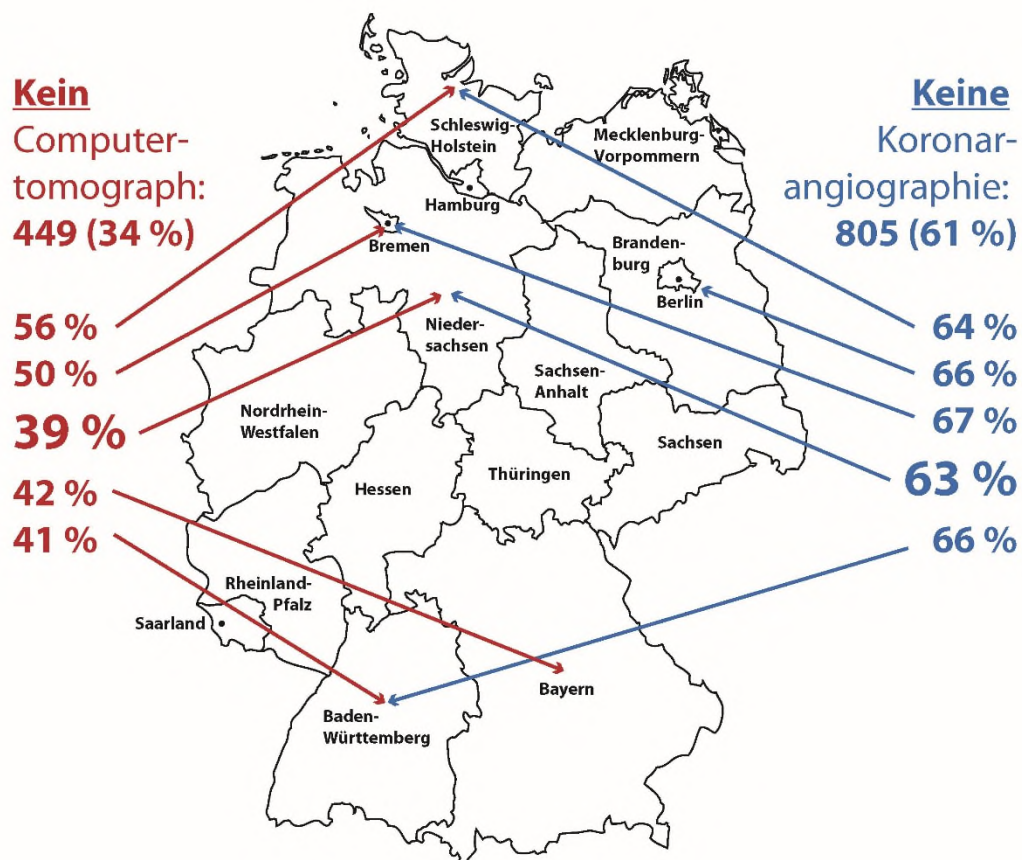 Kein
Computer-
tomograph:
449 (34 %)
56 %
50 %
39 %
42 %
41 %
Keine
Koronar-
angiographie:
805 (61 %)
64 %
66 %
67 %
63 %
66 %
Schleswig-
Holstein
Mecklenburg-
Vorpommern
Hamburg
Bremen
Branden-
burg
Berlin
Nieder-
sachsen
Sachsen-
Anhalt
Nordrhein-
Westfalen
Sachsen
Thüringen
Hessen
Rheinland-
Pfalz
Saarland
Bayern
Baden-
Württemberg